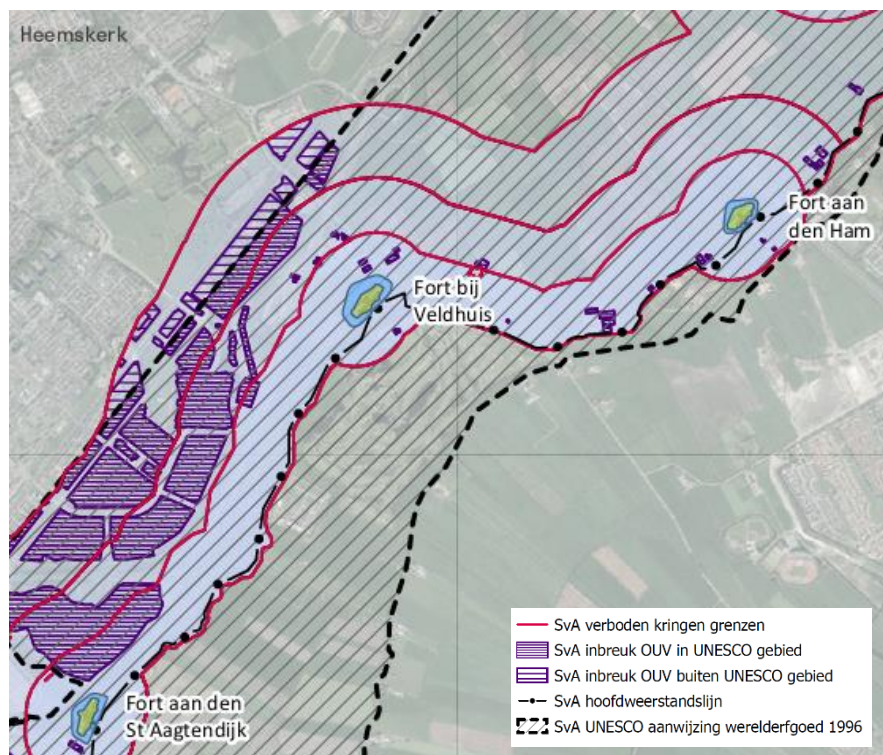 Heemskerk
Fort aan
den Ham
Fort bij
Veldhuis
Fort aan den
St Aagtendijk
SvA verboden kringen grenzen
SvA inbreuk OUV in UNESCO gebied
SvA inbreuk OUV buiten UNESCO gebied
SvA hoofdweerstandslijn
SvA UNESCO aanwijzing werelderfgoed 1996